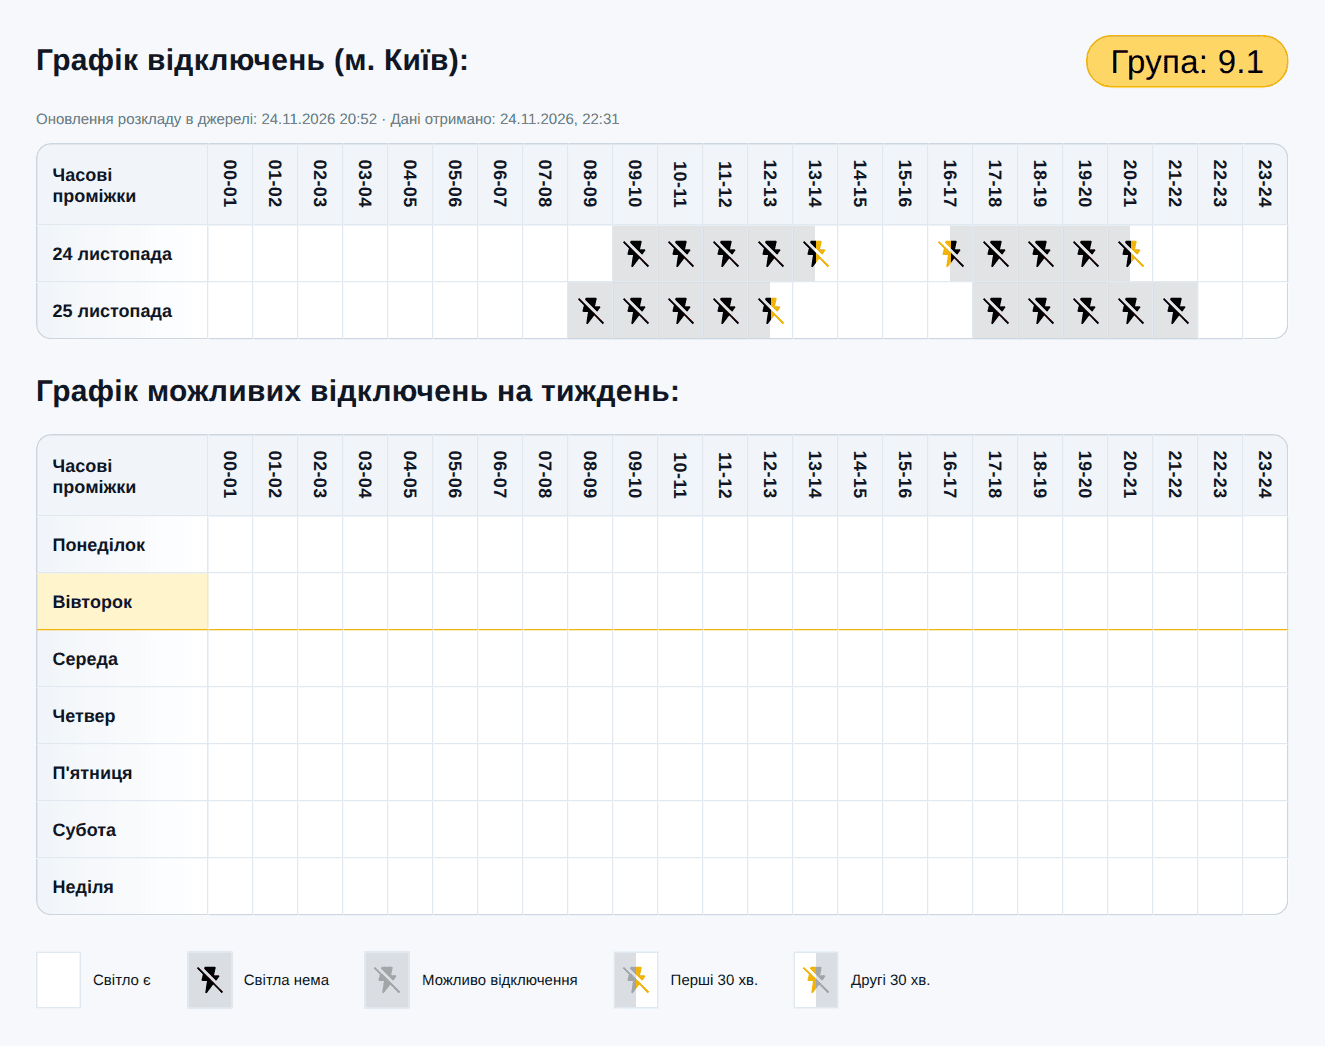 Графік відключень (м. Київ):
Група: 9.1
Оновлення розкладу в джерелі: 24.11.2026 20:52 · Дані отримано: 24.11.2026, 22:31
Часові проміжки 00-01 01-02 02-03 03-04 04-05 05-06 06-07 07-08 08-09 09-10 10-11 11-12 12-13 13-14 14-15 15-16 16-17 17-18 18-19 19-20 20-21 21-22 22-23 23-24
24 листопада
25 листопада
Графік можливих відключень на тиждень:
Часові проміжки 00-01 01-02 02-03 03-04 04-05 05-06 06-07 07-08 08-09 09-10 10-11 11-12 12-13 13-14 14-15 15-16 16-17 17-18 18-19 19-20 20-21 21-22 22-23 23-24
Понеділок
Вівторок
Середа
Четвер
П'ятниця
Субота
Неділя
Світло є Світла нема Можливо відключення Перші 30 хв. Другі 30 хв.